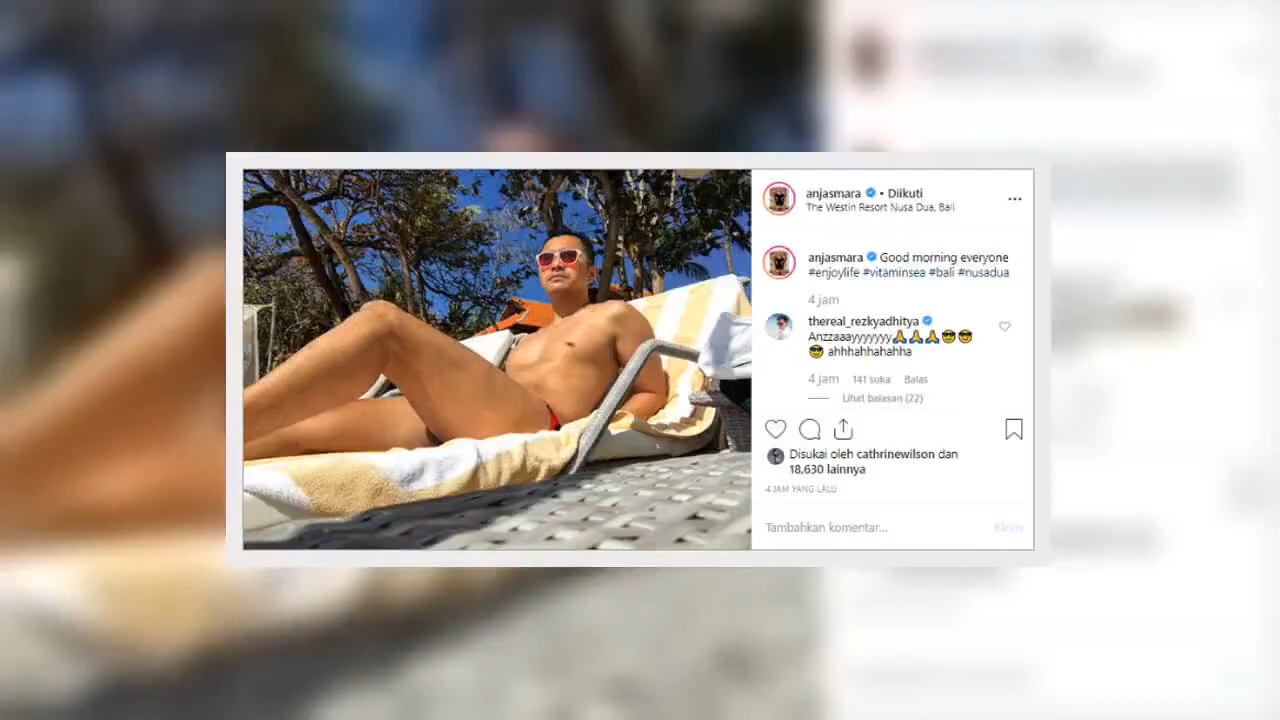 anjasmara • Diikuti
The Westin Resort Nusa Dua, Bali
anjasmara Good morning everyone
#enjoylife #vitaminsea #bali #nusadua
4 jam
thereal_rezkyadhitya
Anzzaaayyyyyyy🙏🙏🙏😎😎
😎 ahhhahhahahha
4 jam 141 suka Balas
Lihat balasan (22)
Disukai oleh cathrinewilson dan
18.630 lainnya
4 JAM YANG LALU
Tambahkan komentar... Kirim